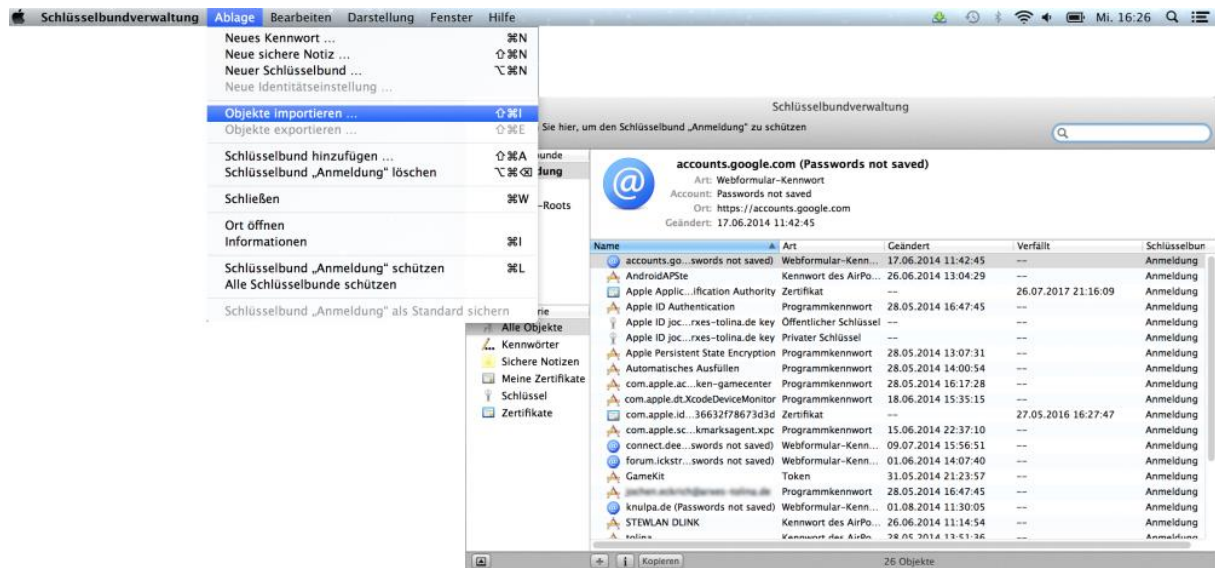 Schlüsselbundverwaltung Ablage Bearbeiten Darstellung Fenster Hilfe Mi. 16:26
Neues Kennwort ... ⌘N
Neue sichere Notiz ... ⇧⌘N
Neuer Schlüsselbund ... ⌥⌘N
Neue Identitätseinstellung ...
Objekte importieren ... ⇧⌘I
Objekte exportieren ... ⇧⌘E
Schlüsselbund hinzufügen ... ⇧⌘A
Schlüsselbund „Anmeldung“ löschen ⌥⌘⌫
Schließen ⌘W
Ort öffnen
Informationen ⌘I
Schlüsselbund „Anmeldung“ schützen ⌘L
Alle Schlüsselbunde schützen
Schlüsselbund „Anmeldung“ als Standard sichern
Schlüsselbundverwaltung
Sie hier, um den Schlüsselbund „Anmeldung“ zu schützen
unde
dung
-Roots
rie
Alle Objekte
Kennwörter
Sichere Notizen
Meine Zertifikate
Schlüssel
Zertifikate
accounts.google.com (Passwords not saved)
Art: Webformular-Kennwort
Account: Passwords not saved
Ort: https://accounts.google.com
Geändert: 17.06.2014 11:42:45
Name Art Geändert Verfällt Schlüsselbun
accounts.go...swords not saved) Webformular-Kenn... 17.06.2014 11:42:45 -- Anmeldung
AndroidAPSte Kennwort des AirPo... 26.06.2014 13:04:29 -- Anmeldung
Apple Applic...ification Authority Zertifikat -- 26.07.2017 21:16:09 Anmeldung
Apple ID Authentication Programmkennwort 28.05.2014 16:47:45 -- Anmeldung
Apple ID joc...rxes-tolina.de key Öffentlicher Schlüssel -- -- Anmeldung
Apple ID joc...rxes-tolina.de key Privater Schlüssel -- -- Anmeldung
Apple Persistent State Encryption Programmkennwort 28.05.2014 13:07:31 -- Anmeldung
Automatisches Ausfüllen Programmkennwort 28.05.2014 14:00:54 -- Anmeldung
com.apple.ac...ken-gamecenter Programmkennwort 28.05.2014 16:17:28 -- Anmeldung
com.apple.dt.XcodeDeviceMonitor Programmkennwort 18.06.2014 15:35:15 -- Anmeldung
com.apple.id...36632f78673d3d Zertifikat -- 27.05.2016 16:27:47 Anmeldung
com.apple.sc...kmarksagent.xpc Programmkennwort 15.06.2014 22:37:10 -- Anmeldung
connect.dee...swords not saved) Webformular-Kenn... 09.07.2014 15:56:51 -- Anmeldung
forum.ickstr...swords not saved) Webformular-Kenn... 01.06.2014 14:07:40 -- Anmeldung
GameKit Token 31.05.2014 21:23:57 -- Anmeldung
Programmkennwort 28.05.2014 16:47:45 -- Anmeldung
knulpa.de (Passwords not saved) Webformular-Kenn... 01.08.2014 11:30:05 -- Anmeldung
STEWLAN DLINK Kennwort des AirPo... 26.06.2014 11:14:54 -- Anmeldung
tolina Kennwort des AirPo... 28.05.2014 13:51:36 -- Anmeldung
+ i Kopieren 26 Objekte